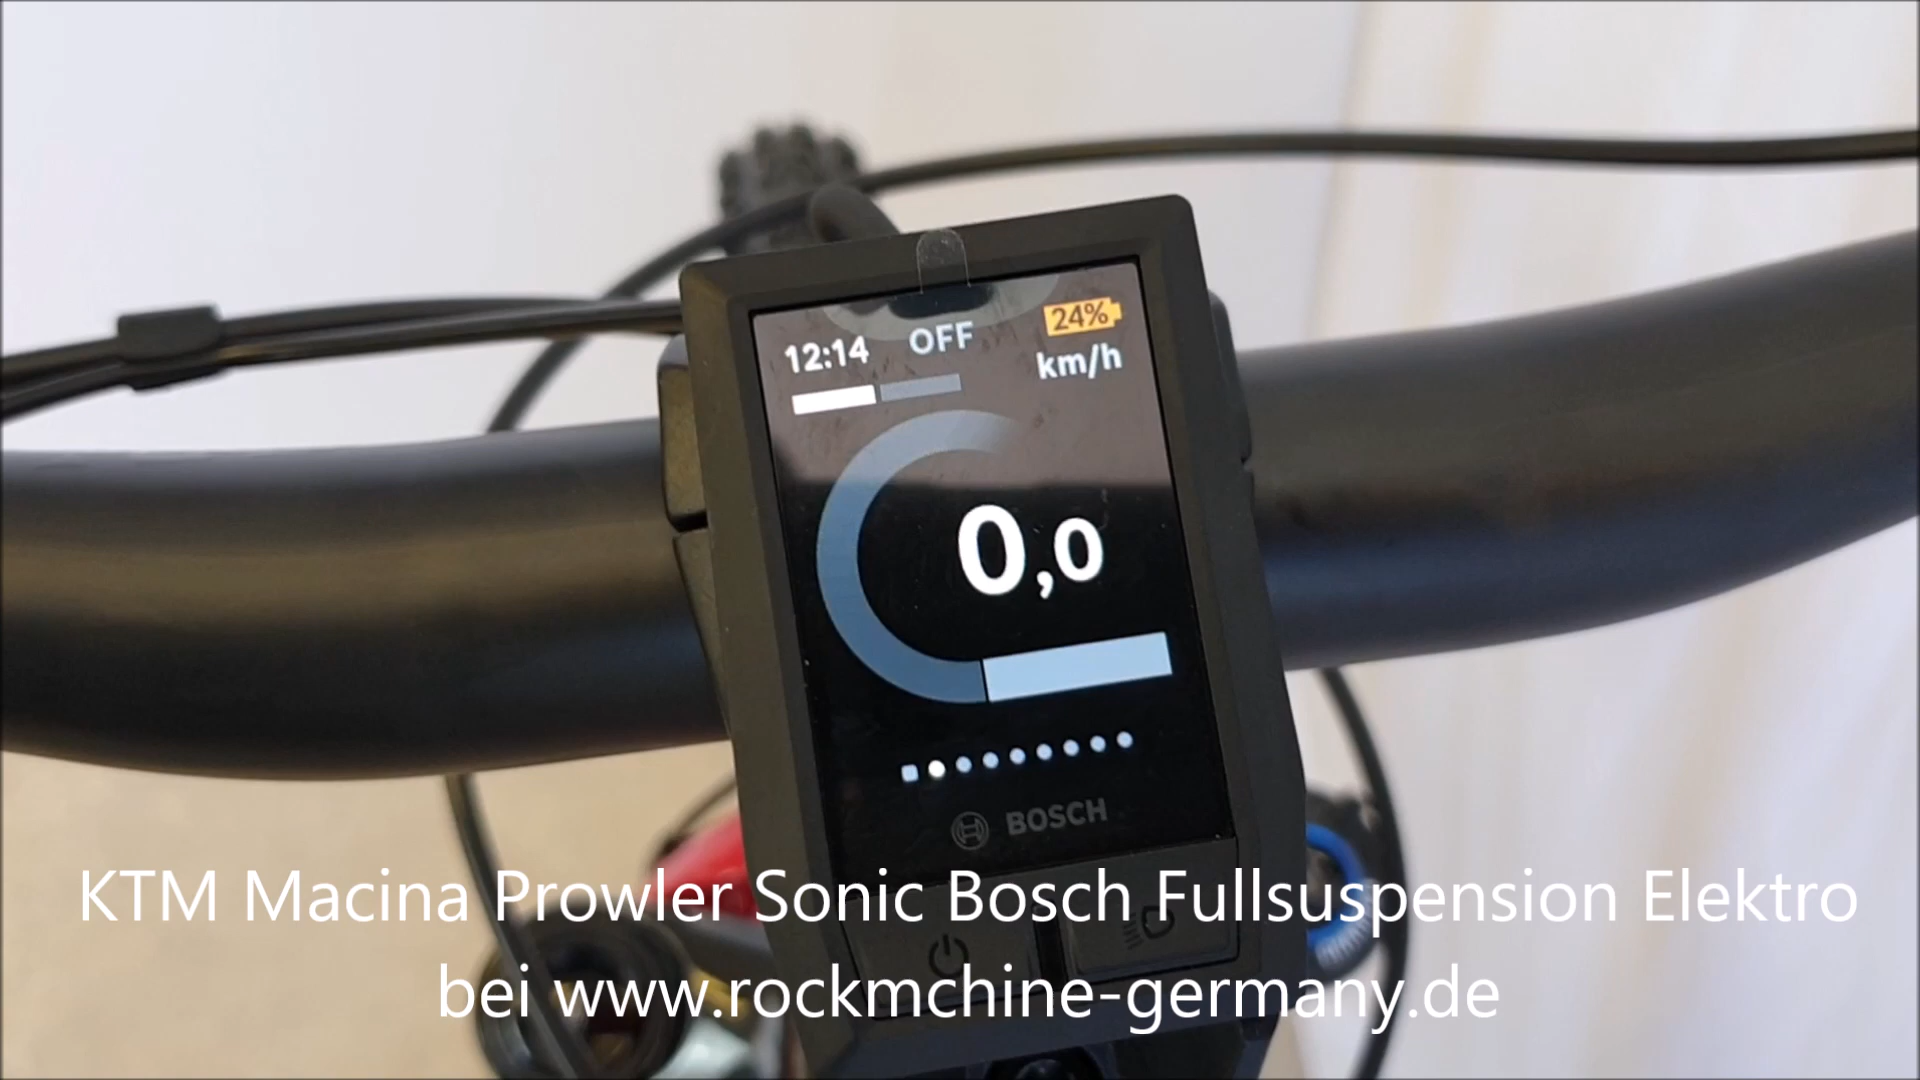 12:14 OFF 24%
km/h
0,0
BOSCH
KTM Macina Prowler Sonic Bosch Fullsuspension Elektro
bei www.rockmchine-germany.de